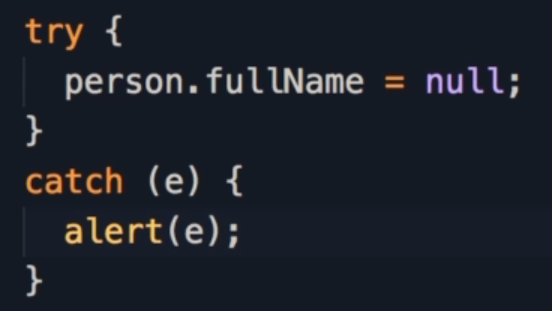 try {
  person.fullName = null;
}
catch (e) {
  alert(e);
}